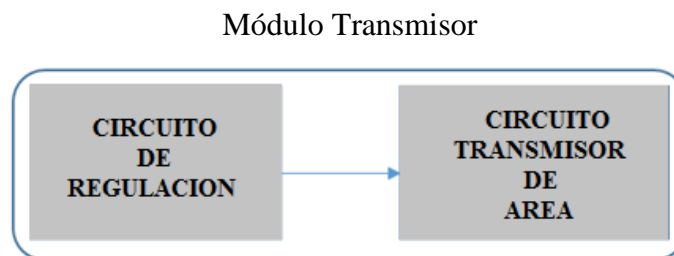 Módulo Transmisor
CIRCUITO
DE
REGULACION
CIRCUITO
TRANSMISOR
DE
AREA